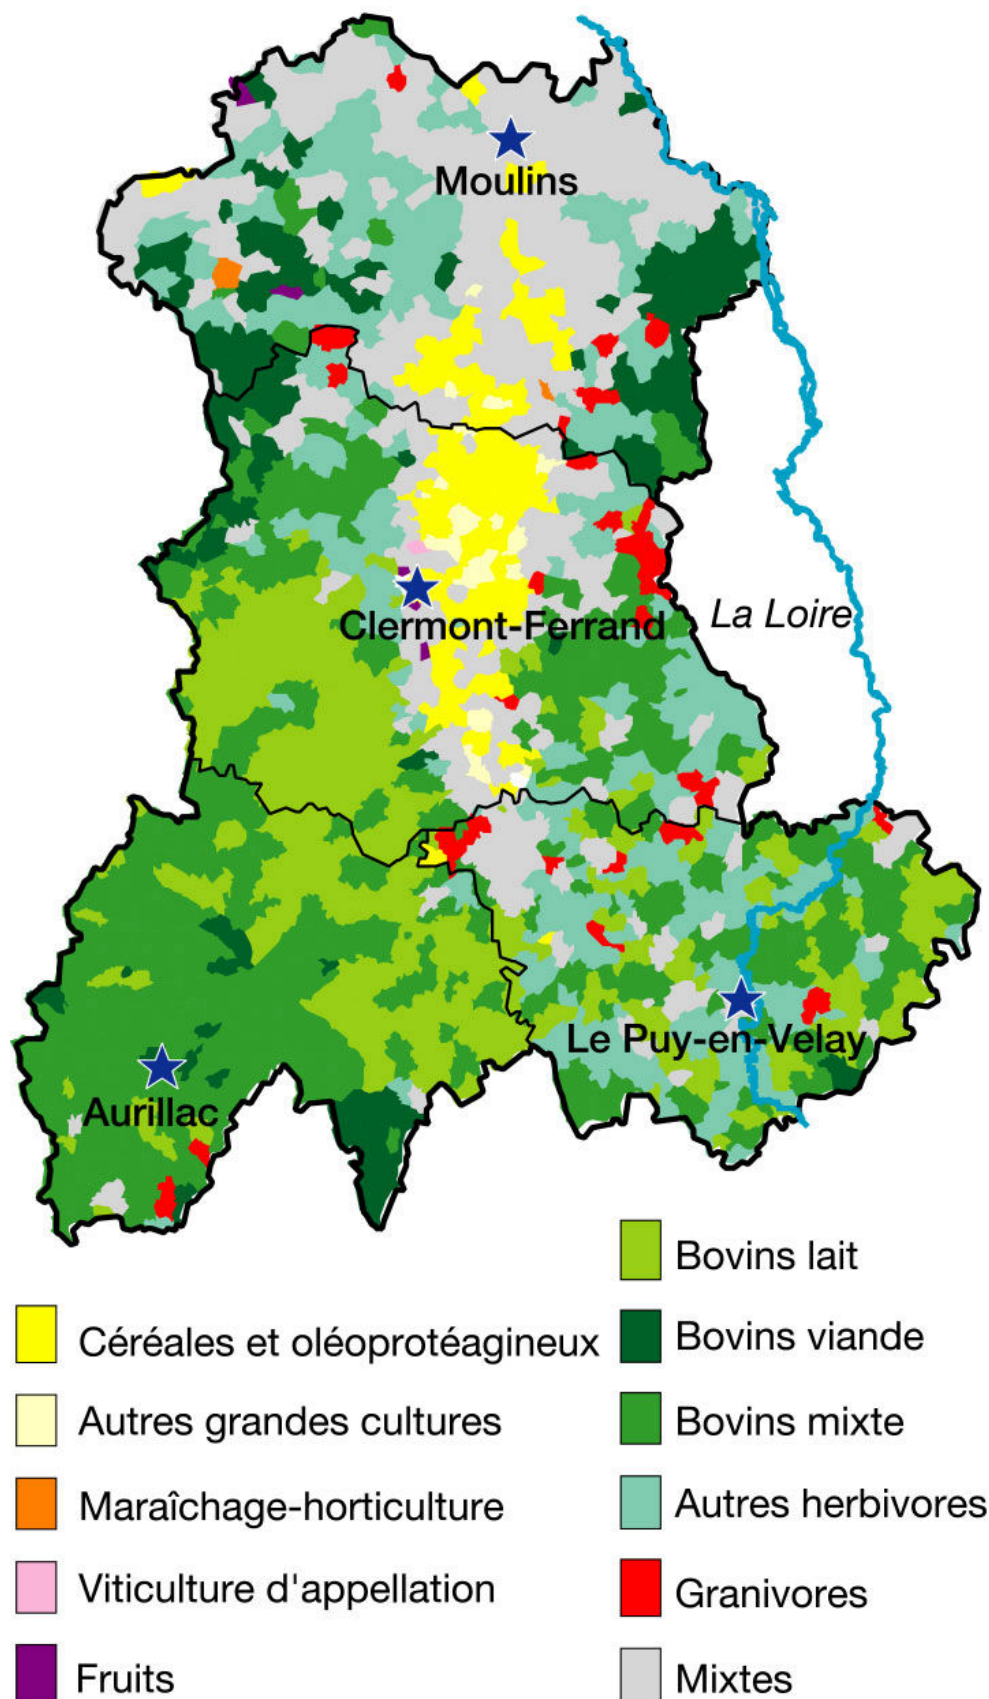 Moulins
Clermont-Ferrand
La Loire
Le Puy-en-Velay
Aurillac
Céréales et oléoprotéagineux
Autres grandes cultures
Maraîchage-horticulture
Viticulture d'appellation
Fruits
Bovins lait
Bovins viande
Bovins mixte
Autres herbivores
Granivores
Mixtes